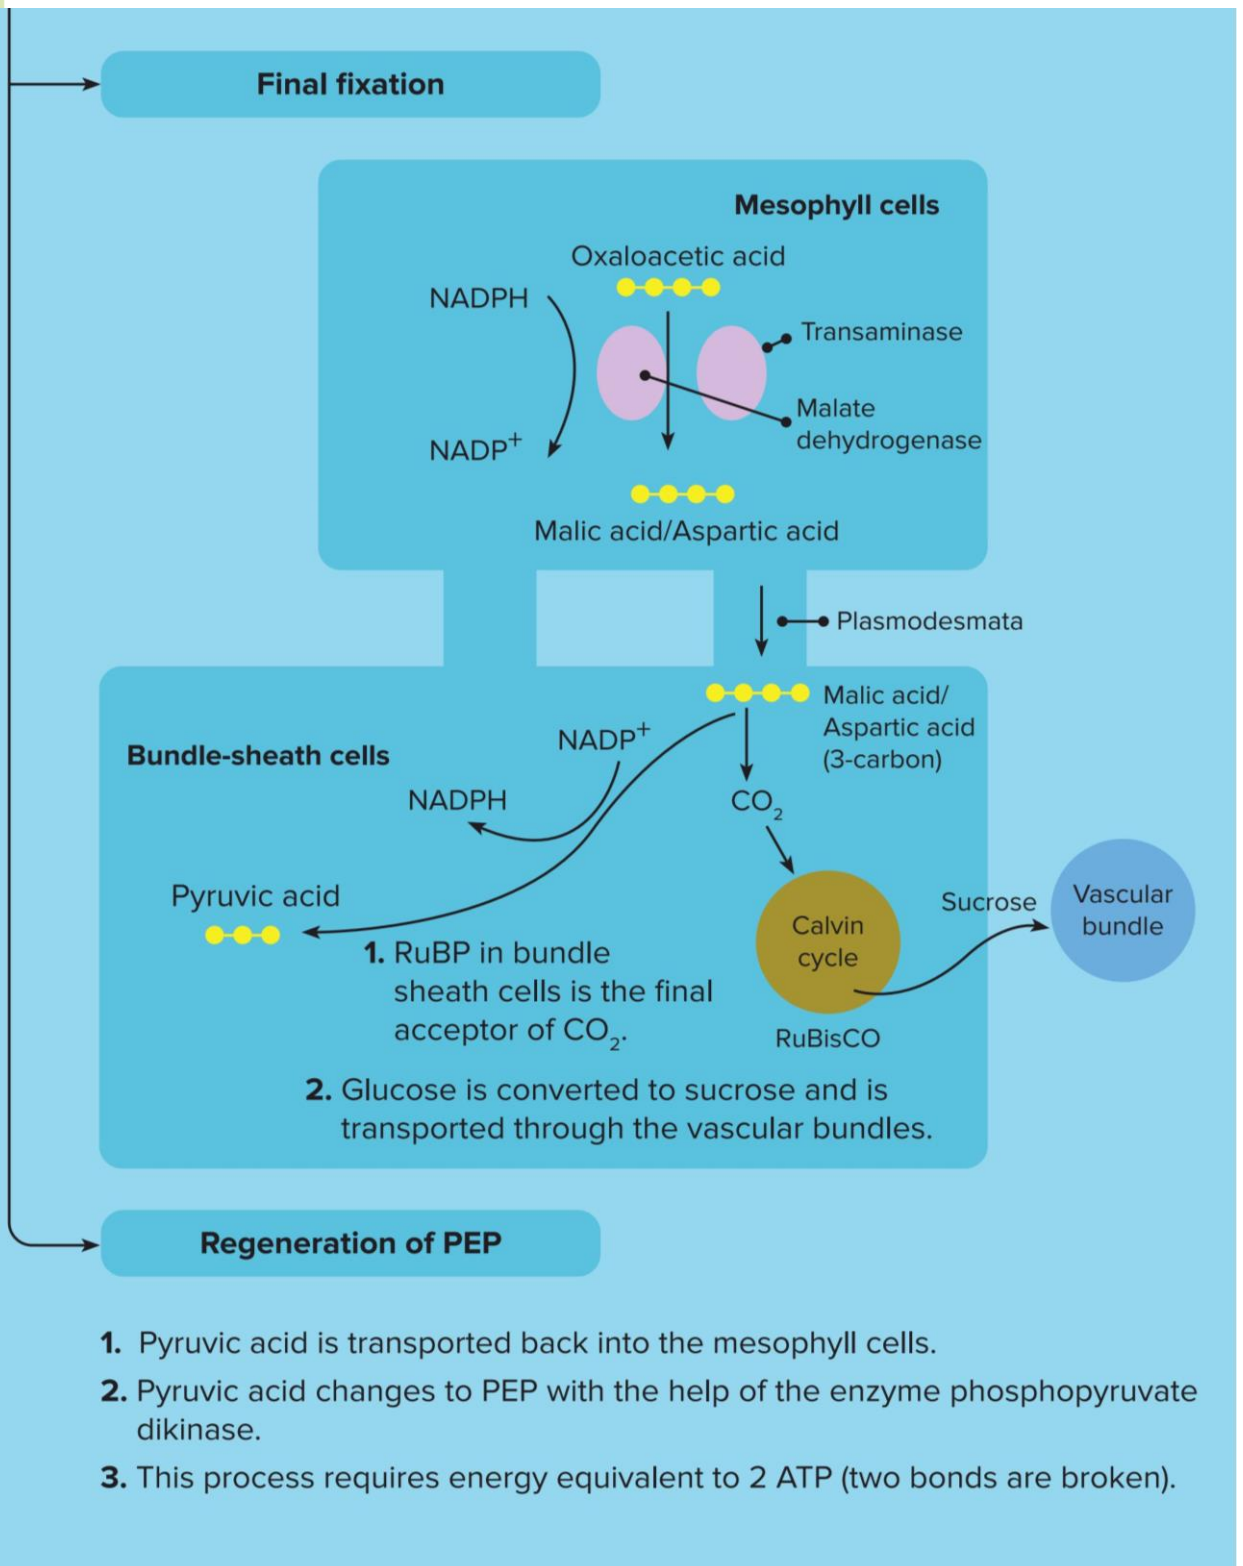 Final fixation
Mesophyll cells
Oxaloacetic acid
NADPH
Transaminase
Malate
dehydrogenase
NADP⁺
Malic acid/Aspartic acid
Plasmodesmata
Malic acid/
Aspartic acid
(3-carbon)
NADP⁺
Bundle-sheath cells
NADPH
CO₂
Pyruvic acid
Calvin
cycle
Sucrose
Vascular
bundle
1. RuBP in bundle
sheath cells is the final
acceptor of CO₂.
RuBisCO
2. Glucose is converted to sucrose and is
transported through the vascular bundles.
Regeneration of PEP
1. Pyruvic acid is transported back into the mesophyll cells.
2. Pyruvic acid changes to PEP with the help of the enzyme phosphopyruvate
dikinase.
3. This process requires energy equivalent to 2 ATP (two bonds are broken).